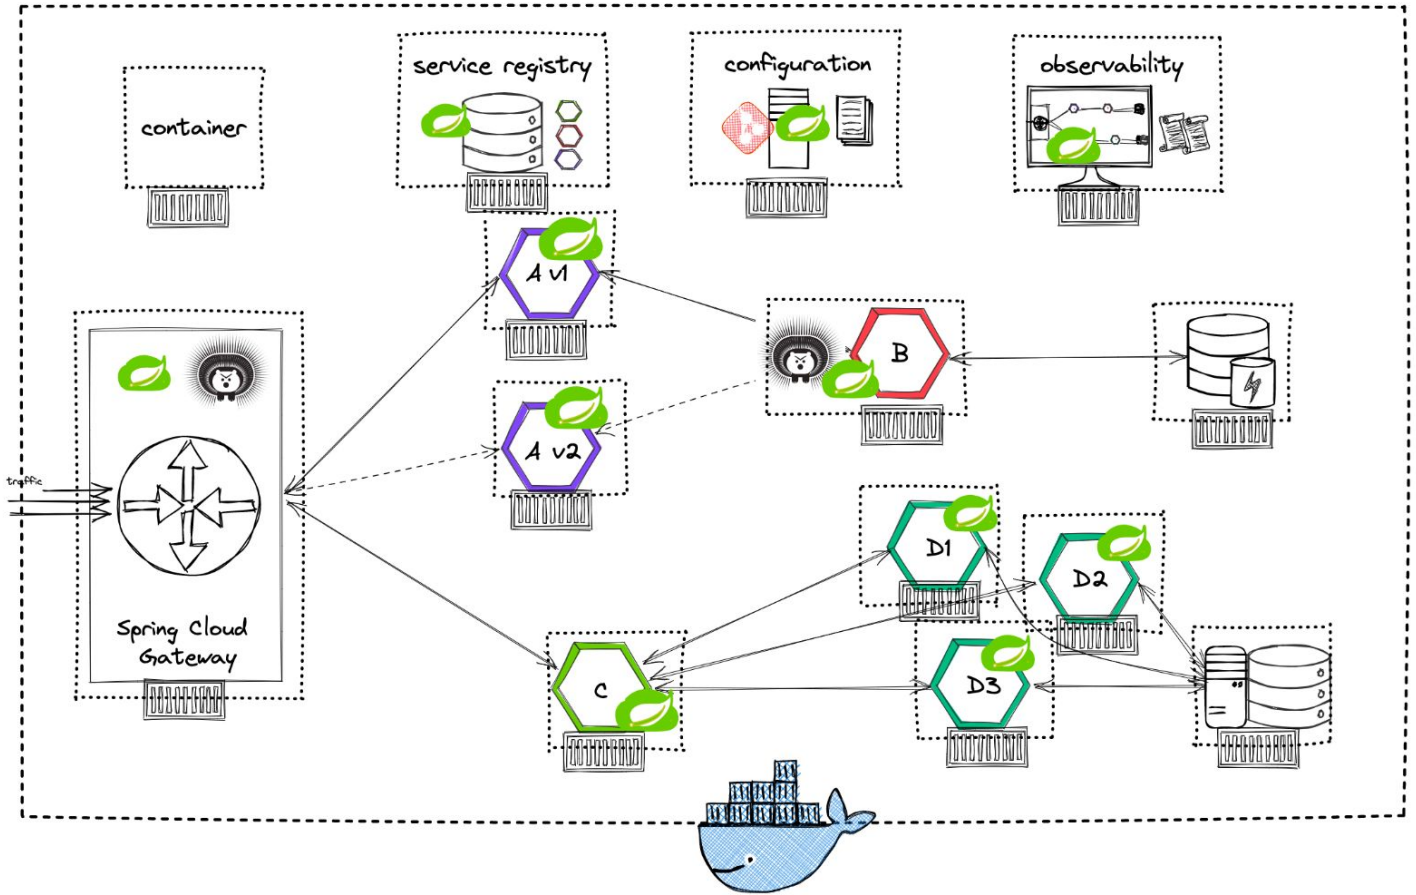 container
service registry
configuration
observability
A v1
A v2
B
traffic
Spring Cloud
Gateway
D1
D2
C
D3